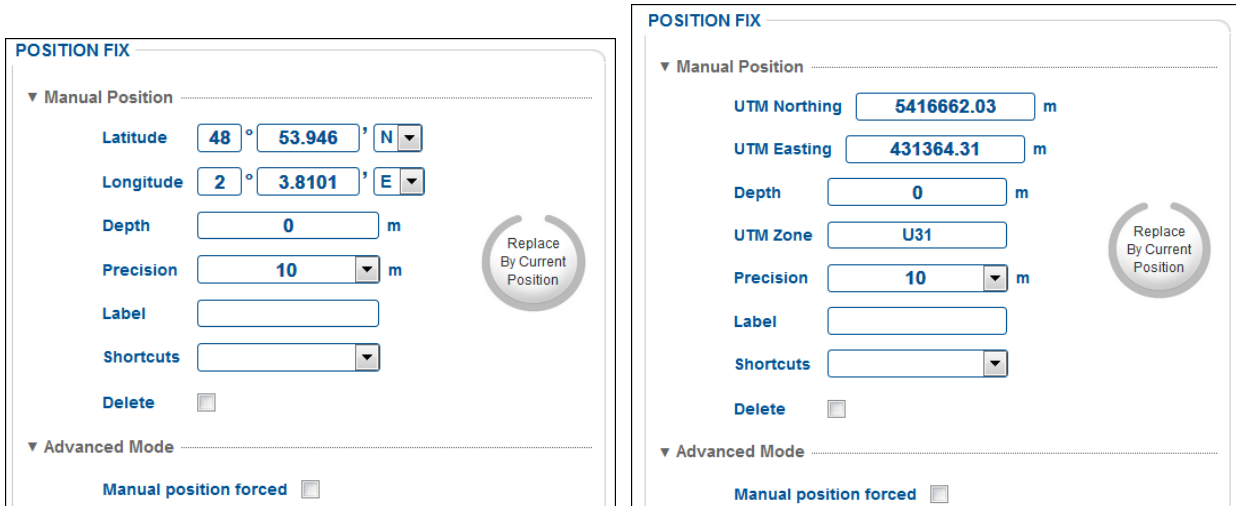 POSITION FIX
▼ Manual Position
Latitude 48 ° 53.946 ’ N
Longitude 2 ° 3.8101 ’ E
Depth 0 m
Precision 10 m
Label
Shortcuts
Delete
▼ Advanced Mode
Manual position forced
Replace
By Current
Position
POSITION FIX
▼ Manual Position
UTM Northing 5416662.03 m
UTM Easting 431364.31 m
Depth 0 m
UTM Zone U31
Precision 10 m
Label
Shortcuts
Delete
▼ Advanced Mode
Manual position forced
Replace
By Current
Position